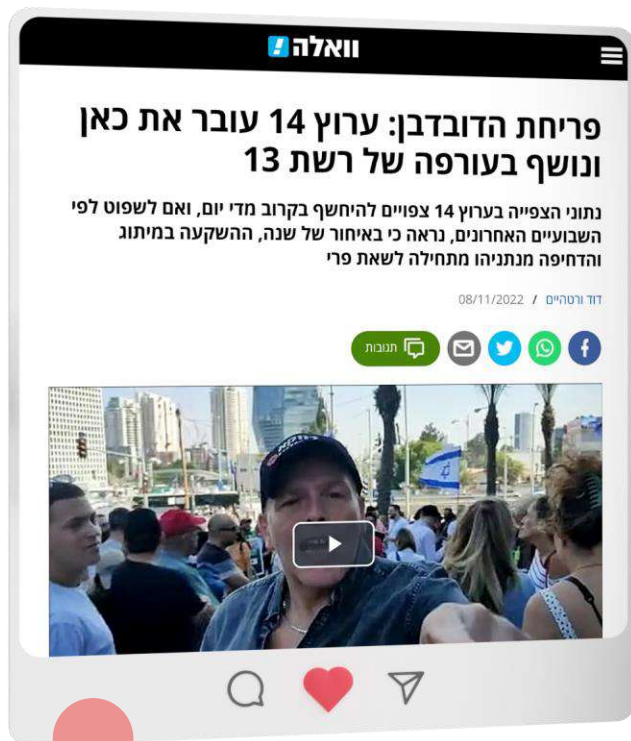 וואלה!
פריחת הדובדבן: ערוץ 14 עובר את כאן
ונושף בעורפה של רשת 13
נתוני הצפייה בערוץ 14 צפויים להיחשף בקרוב מדי יום, ואם לשפוט לפי
השבועיים האחרונים, נראה כי באיחור של שנה, ההשקעה במיתוג
והדחיפה מנתניהו מתחילה לשאת פרי
דוד ורטהיים / 08/11/2022
תגובות